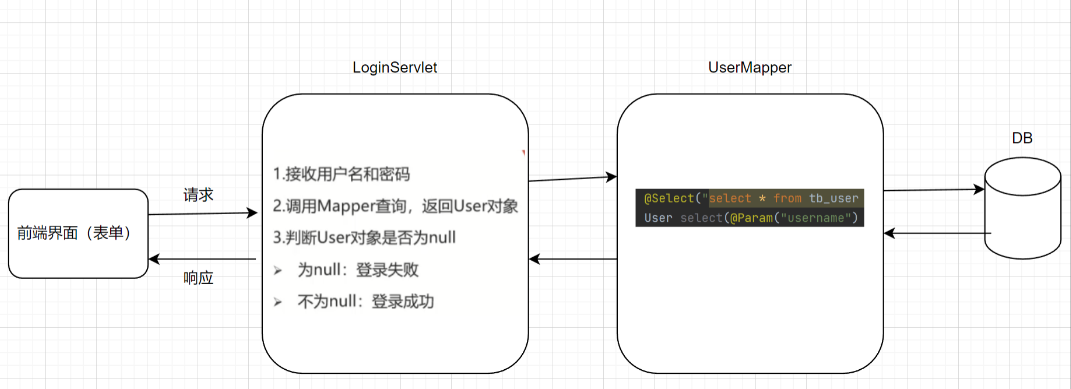 LoginServlet
UserMapper
DB
请求
前端界面（表单）
响应
1.接收用户名和密码
2.调用Mapper查询，返回User对象
3.判断User对象是否为null
➢ 为null：登录失败
➢ 不为null：登录成功
@Select("select * from tb_user
User select(@Param("username")